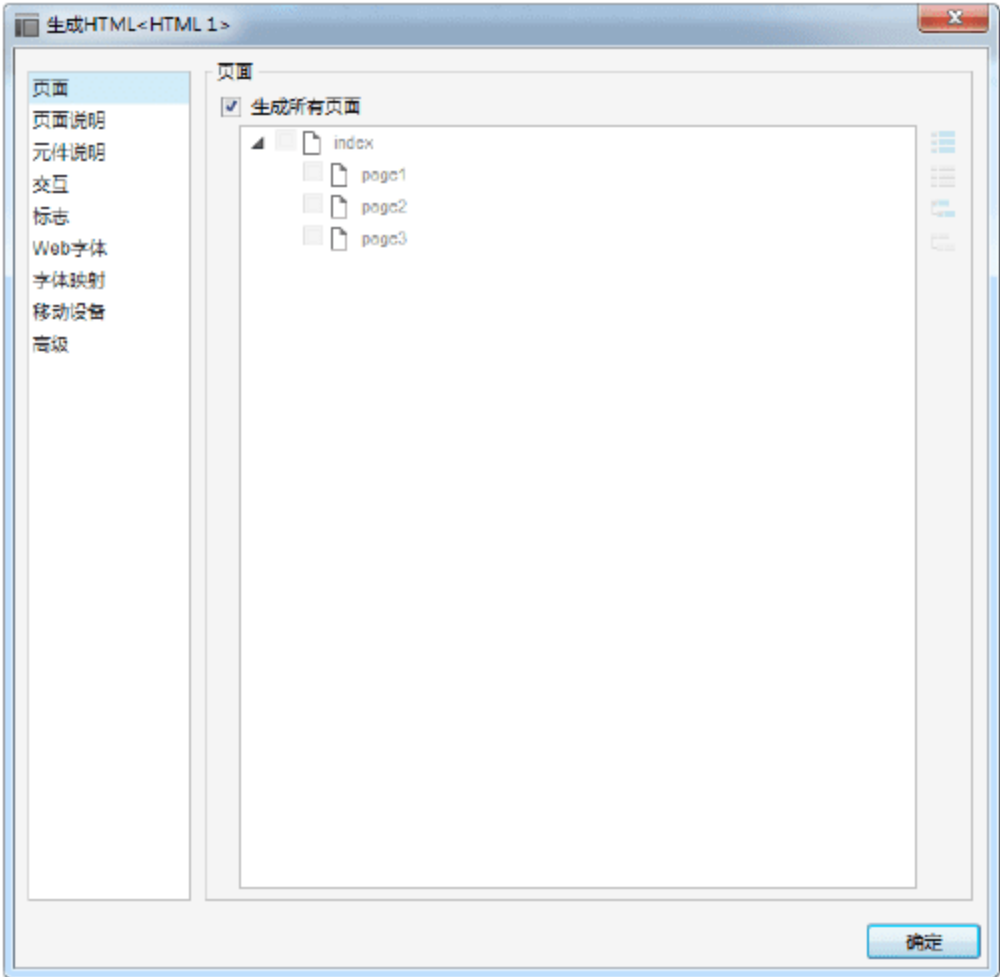 生成HTML<HTML 1>
页面
页面说明
元件说明
交互
标志
Web字体
字体映射
移动设备
高级
页面
生成所有页面
index
page1
page2
page3
确定